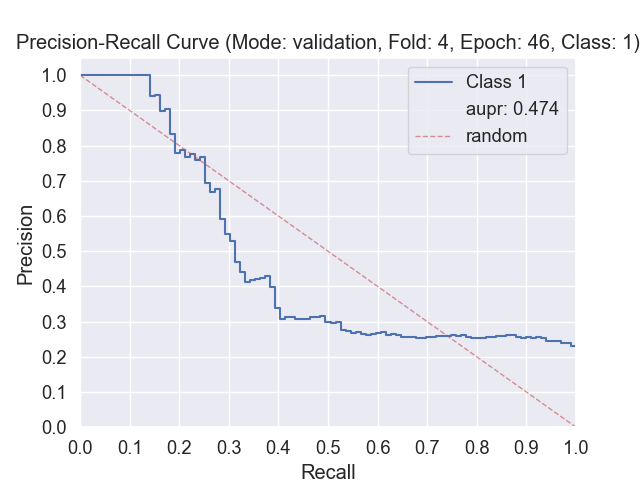 Precision-Recall Curve (Mode: validation, Fold: 4, Epoch: 46, Class: 1)
Class 1
aupr: 0.474
random
1.0
0.9
0.8
0.7
0.6
0.5
0.4
0.3
0.2
0.1
0.0
Precision
0.0 0.1 0.2 0.3 0.4 0.5 0.6 0.7 0.8 0.9 1.0
Recall